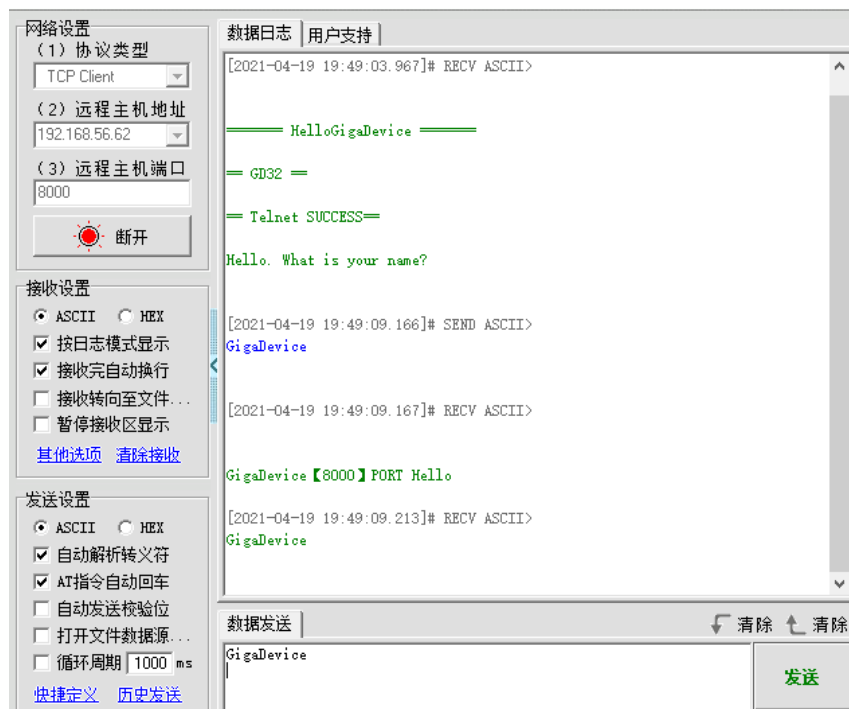 网络设置
(1) 协议类型
TCP Client
(2) 远程主机地址
192.168.56.62
(3) 远程主机端口
8000
断开
接收设置
ASCII HEX
按日志模式显示
接收完自动换行
接收转向至文件...
暂停接收区显示
其他选项 清除接收
发送设置
ASCII HEX
自动解析转义符
AT指令自动回车
自动发送校验位
打开文件数据源...
循环周期 1000 ms
快捷定义 历史发送
数据日志 用户支持
[2021-04-19 19:49:03.967]# RECV ASCII>
====== HelloGigaDevice ======
== GD32 ==
== Telnet SUCCESS==
Hello. What is your name?
[2021-04-19 19:49:09.166]# SEND ASCII>
GigaDevice
[2021-04-19 19:49:09.167]# RECV ASCII>
GigaDevice【8000】PORT Hello
[2021-04-19 19:49:09.213]# RECV ASCII>
GigaDevice
数据发送 清除 清除
GigaDevice
发送